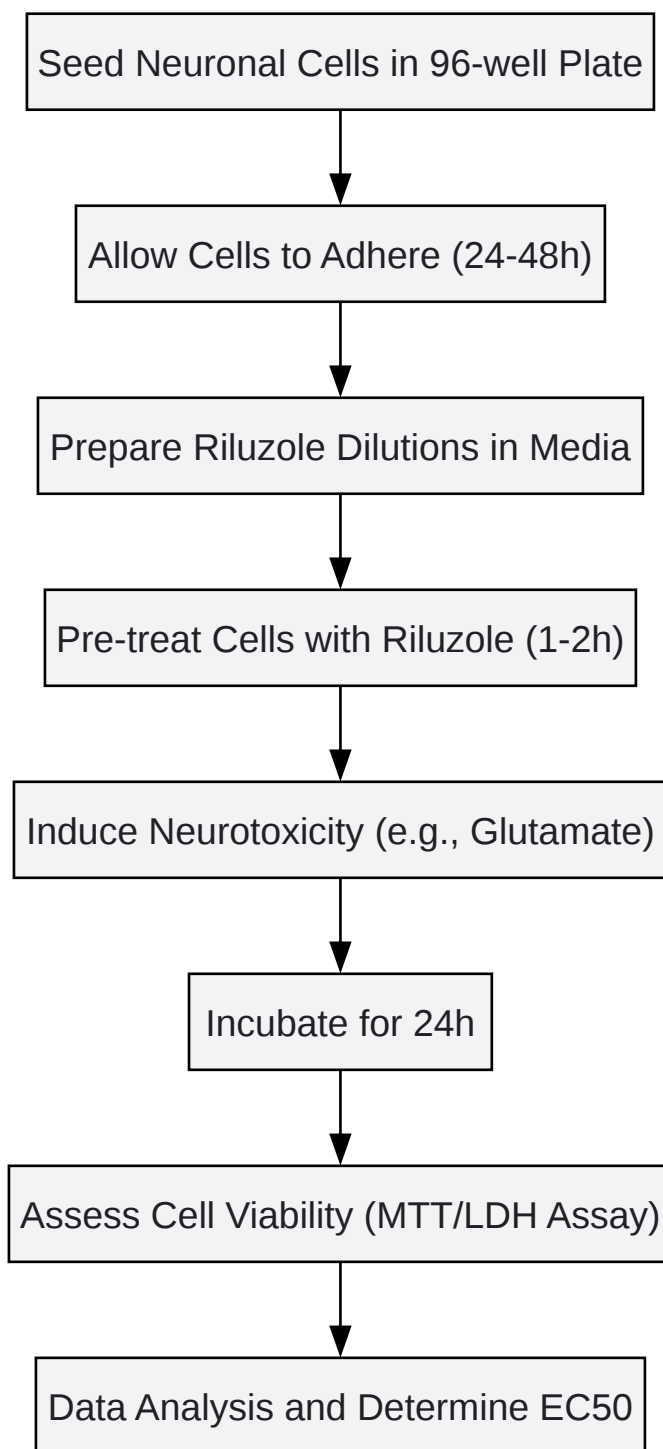 Seed Neuronal Cells in 96-well Plate
Allow Cells to Adhere (24-48h)
Prepare Riluzole Dilutions in Media
Pre-treat Cells with Riluzole (1-2h)
Induce Neurotoxicity (e.g., Glutamate)
Incubate for 24h
Assess Cell Viability (MTT/LDH Assay)
Data Analysis and Determine EC50